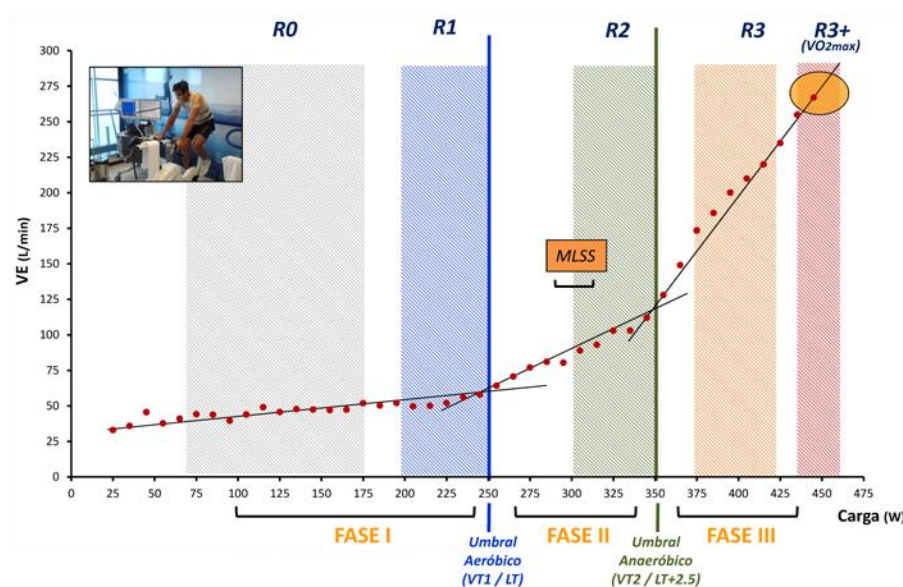 R0 R1 R2 R3 R3+
(VO2max)
300
275
250
225
200
175
150
125
100
75
50
25
0
VE (L/min)
MLSS
0 25 50 75 100 125 150 175 200 225 250 275 300 325 350 375 400 425 450 475
Carga (W)
FASE I FASE II FASE III
Umbral
Aeróbico
(VT1 / LT)
Umbral
Anaeróbico
(VT2 / LT+2.5)